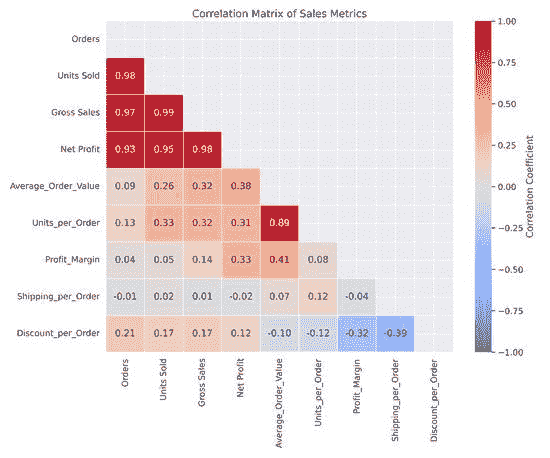 Correlation Matrix of Sales Metrics
Orders
Units Sold 0.98
Gross Sales 0.97 0.99
Net Profit 0.93 0.95 0.98
Average_Order_Value 0.09 0.26 0.32 0.38
Units_per_Order 0.13 0.33 0.32 0.31 0.89
Profit_Margin 0.04 0.05 0.14 0.33 0.41 0.08
Shipping_per_Order -0.01 0.02 0.01 -0.02 0.07 0.12 -0.04
Discount_per_Order 0.21 0.17 0.17 0.12 -0.10 -0.12 -0.32 -0.39
Orders
Units Sold
Gross Sales
Net Profit
Average_Order_Value
Units_per_Order
Profit_Margin
Shipping_per_Order
Discount_per_Order
1.00
0.75
0.50
0.25
0.00
-0.25
-0.50
-0.75
-1.00
Correlation Coefficient